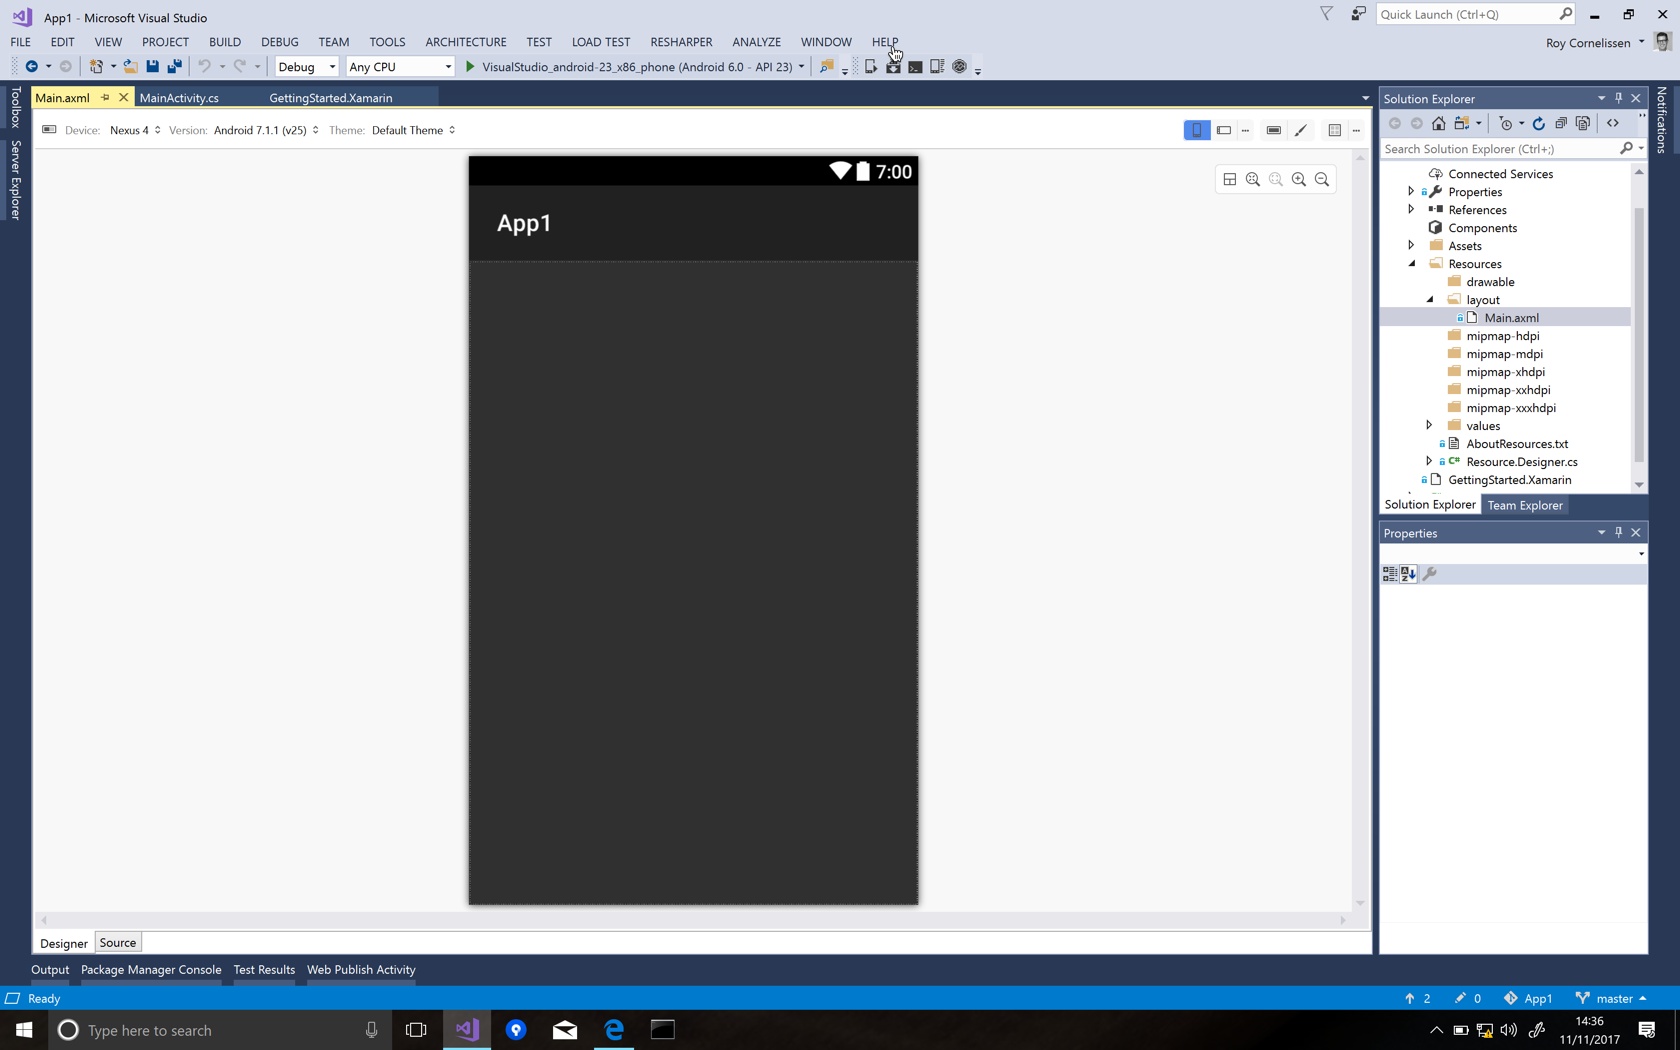 App1 - Microsoft Visual Studio
Quick Launch (Ctrl+Q)
FILE EDIT VIEW PROJECT BUILD DEBUG TEAM TOOLS ARCHITECTURE TEST LOAD TEST RESHARPER ANALYZE WINDOW HELP
Roy Cornelissen
Debug Any CPU VisualStudio_android-23_x86_phone (Android 6.0 - API 23)
Toolbox
Server Explorer
Main.axml MainActivity.cs GettingStarted.Xamarin
Device: Nexus 4 Version: Android 7.1.1 (v25) Theme: Default Theme
7:00
App1
Designer Source
Solution Explorer
Search Solution Explorer (Ctrl+;)
Connected Services
Properties
References
Components
Assets
Resources
drawable
layout
Main.axml
mipmap-hdpi
mipmap-mdpi
mipmap-xhdpi
mipmap-xxhdpi
mipmap-xxxhdpi
values
AboutResources.txt
C# Resource.Designer.cs
GettingStarted.Xamarin
Solution Explorer Team Explorer
Properties
Notifications
Output Package Manager Console Test Results Web Publish Activity
Ready
2 0 App1 master
Type here to search
14:36
11/11/2017